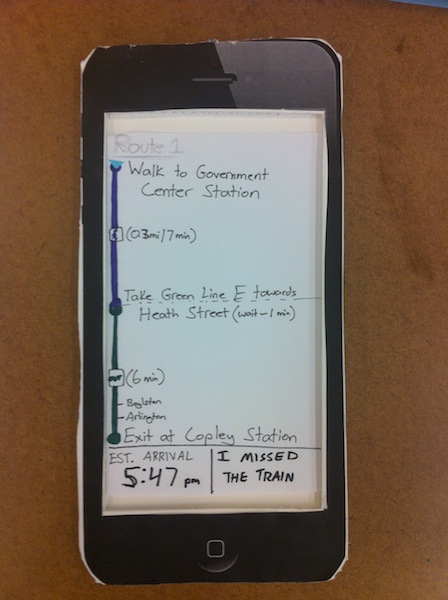 Route 1
Walk to Government
Center Station
(0.3mi/7min)
Take Green Line E towards
Heath Street (wait ~ 1 min)
(6 min)
Boylston
Arlington
Exit at Copley Station
EST. ARRIVAL
5:47 pm
I MISSED
THE TRAIN